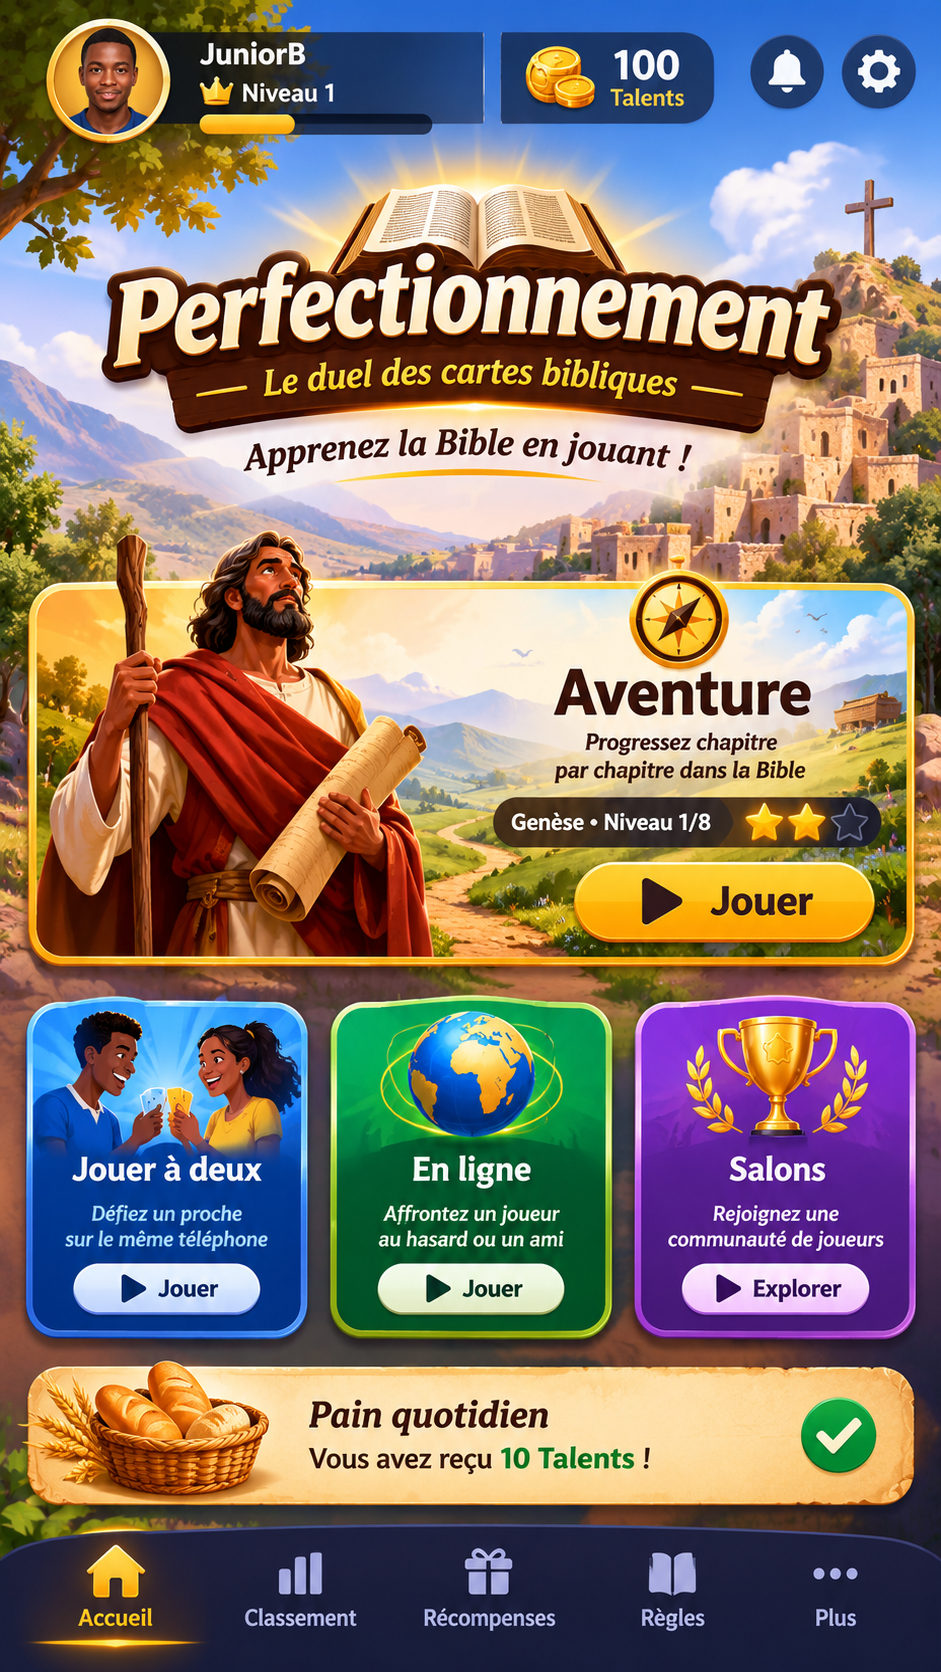 JuniorB
Niveau 1
100
Talents
Perfectionnement
Le duel des cartes bibliques
Apprenez la Bible en jouant !
Aventure
Progressez chapitre
par chapitre dans la Bible
Genèse • Niveau 1/8
Jouer
Jouer à deux
Défiez un proche
sur le même téléphone
Jouer
En ligne
Affrontez un joueur
au hasard ou un ami
Jouer
Salons
Rejoignez une
communauté de joueurs
Explorer
Pain quotidien
Vous avez reçu 10 Talents !
Accueil
Classement
Récompenses
Règles
Plus